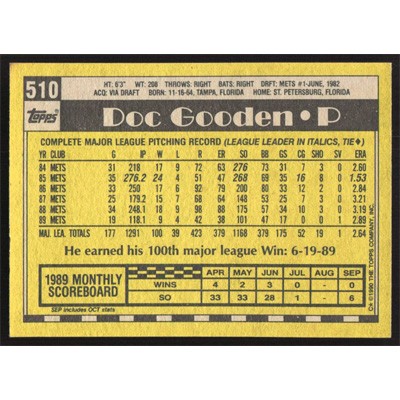 510
Topps
HT: 6'3" WT: 208 THROWS: RIGHT BATS: RIGHT DRFT: METS #1-JUNE, 1982
ACQ: VIA DRAFT BORN: 11-16-64, TAMPA, FLORIDA HOME: ST. PETERSBURG, FLORIDA
Doc Gooden • P
COMPLETE MAJOR LEAGUE PITCHING RECORD (LEAGUE LEADER IN ITALICS, TIE♦)
YR CLUB G IP W L R ER SO BB GS CG SHO SV ERA
84 METS 31 218 17 9 72 63 276 73 31 7 3 0 2.60
85 METS 35 276.2 24 4 51 47 268 69 35 16 8 0 1.53
86 METS 33 250 17 6 92 79 200 80 33 12 2 0 2.84
87 METS 25 179.2 15 7 68 64 148 53 25 7 3 0 3.21
88 METS 34 248.1 18 9 98 88 175 57 34 10 3 0 3.19
89 METS 19 118.1 9 4 42 38 101 47 17 0 0 1 2.89
MAJ. LEA. TOTALS 177 1291 100 39 423 379 1168 379 175 52 19 1 2.64
He earned his 100th major league Win: 6-19-89
1989 MONTHLY
SCOREBOARD
SEP includes OCT stats
APR MAY JUN JUL AUG SEP
WINS 4 2 3 0 0 0
SO 33 33 28 1 0 6
©1990 THE TOPPS COMPANY, INC.